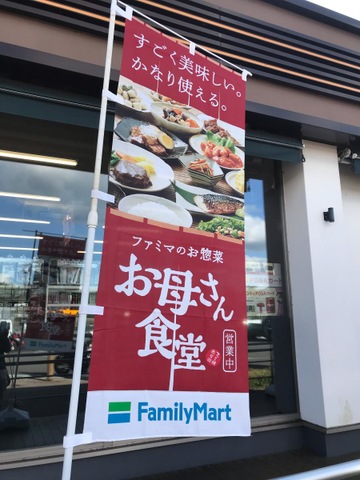 すごく美味しい。
かなり使える。
ファミマのお惣菜
お母さん
食堂
営業中
FamilyMart